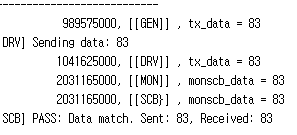 ----------------------------
989575000, [[GEN]] , tx_data = 83
DRV] Sending data: 83
1041625000, [[DRV]] , tx_data = 83
2031165000, [[MON]] , monscb_data = 83
2031165000, [[SCB} , monscb_data = 83
SCB] PASS: Data match. Sent: 83, Received: 83